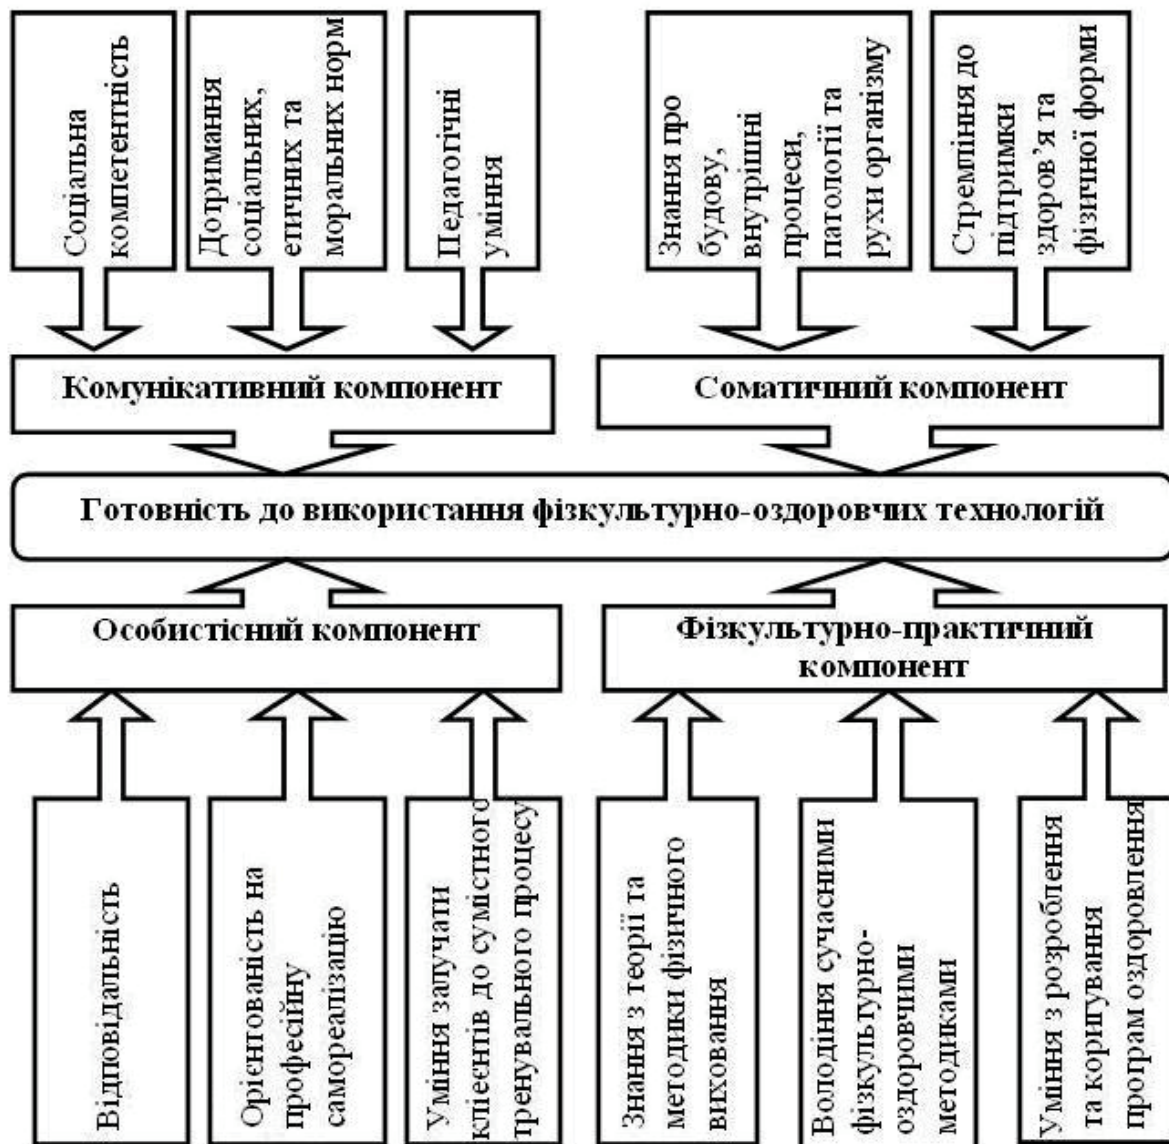 Соціальна
компетентність
Дотримання
соціальних,
етичних та
моральних норм
Педагогічні
уміння
Знання про
будову,
внутрішні
процеси,
патології та
рухи організму
Стремління до
підтримки
здоров’я та
фізичної форми
Комунікативний компонент
Соматичний компонент
Готовність до використання фізкультурно-оздоровчих технологій
Особистісний компонент
Фізкультурно-практичний
компонент
Відповідальність
Орієнтованість на
професійну
самореалізацію
Уміння залучати
клієєнтів до сумістного
тренувального процесу
Знання з теорії та
методики фізичного
виховання
Володіння сучасними
фізкультурно-
оздоровчими
методиками
Уміння з розроблення
та коригування
програм оздоровлення